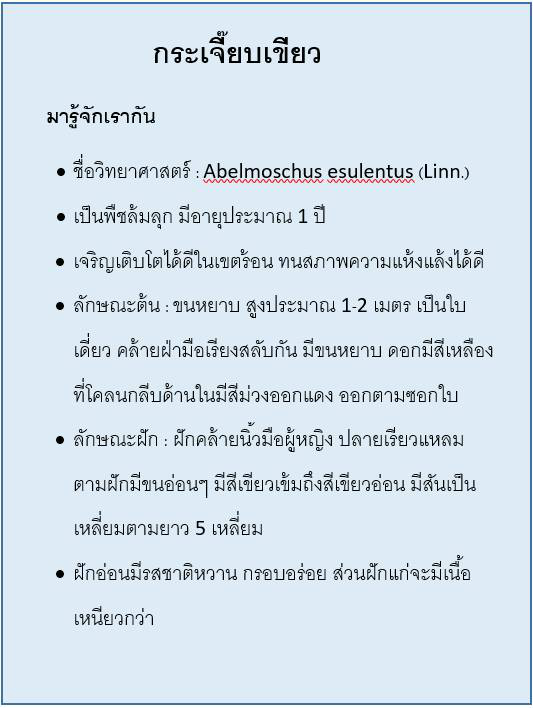 กระเจี๊ยบเขียว
มารู้จักเรากัน
• ชื่อวิทยาศาสตร์ : Abelmoschus esulentus (Linn.)
• เป็นพืชล้มลุก มีอายุประมาณ 1 ปี
• เจริญเติบโตได้ดีในเขตร้อน ทนสภาพความแห้งแล้งได้ดี
• ลักษณะต้น : ขนหยาบ สูงประมาณ 1-2 เมตร เป็นใบ
เดี่ยว คล้ายฝ่ามือเรียงสลับกัน มีขนหยาบ ดอกมีสีเหลือง
ที่โคลนกลีบด้านในมีสีม่วงออกแดง ออกตามซอกใบ
• ลักษณะฝัก : ฝักคล้ายนิ้วมือผู้หญิง ปลายเรียวแหลม
ตามฝักมีขนอ่อนๆ มีสีเขียวเข้มถึงสีเขียวอ่อน มีสันเป็น
เหลี่ยมตามยาว 5 เหลี่ยม
• ฝักอ่อนมีรสชาติหวาน กรอบอร่อย ส่วนฝักแก่จะมีเนื้อ
เหนียวกว่า